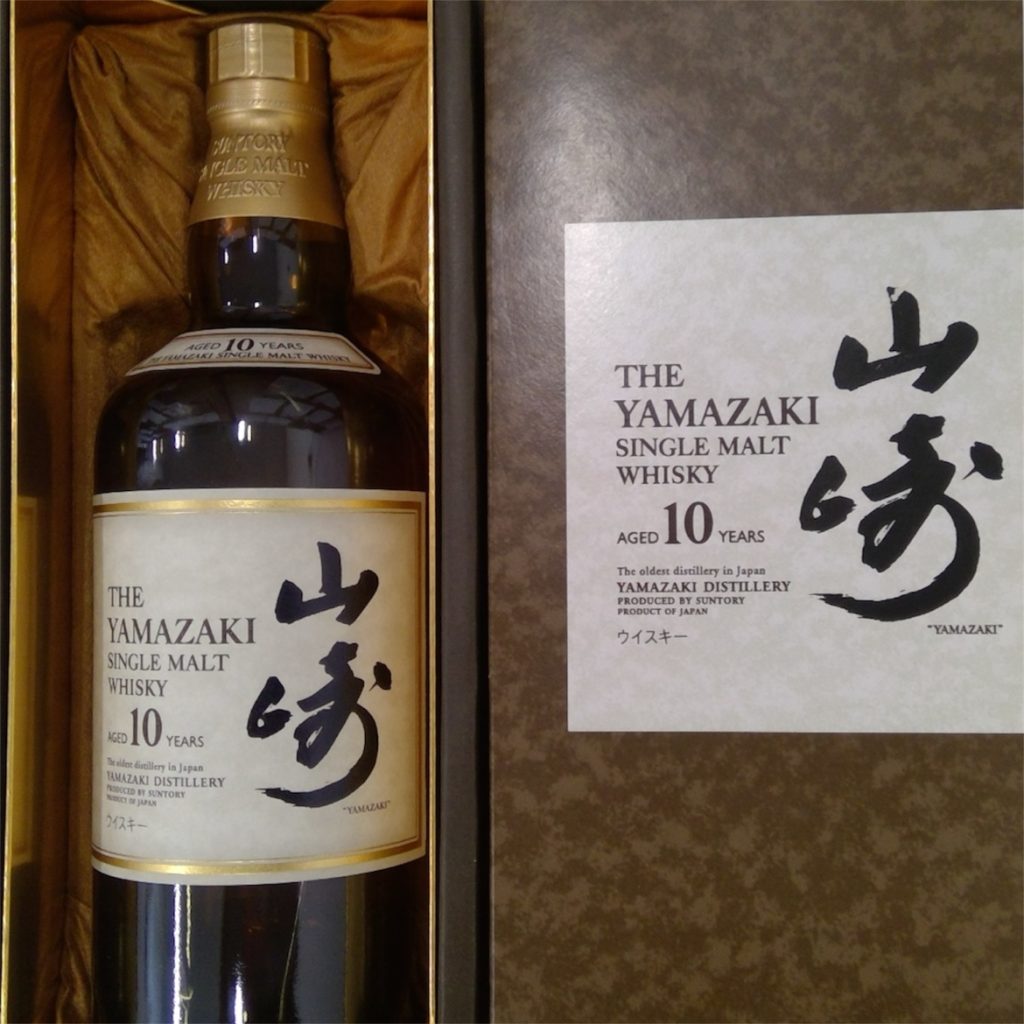 SUNTORY
SINGLE MALT
WHISKY
AGED 10 YEARS
THE YAMAZAKI SINGLE MALT WHISKY
THE
YAMAZAKI
SINGLE MALT
WHISKY
AGED 10 YEARS
The oldest distillery in Japan
YAMAZAKI DISTILLERY
PRODUCED BY SUNTORY
PRODUCT OF JAPAN
ウイスキー
山崎
"YAMAZAKI"
THE
YAMAZAKI
SINGLE MALT
WHISKY
AGED 10 YEARS
The oldest distillery in Japan
YAMAZAKI DISTILLERY
PRODUCED BY SUNTORY
PRODUCT OF JAPAN
ウイスキー
山崎
"YAMAZAKI"